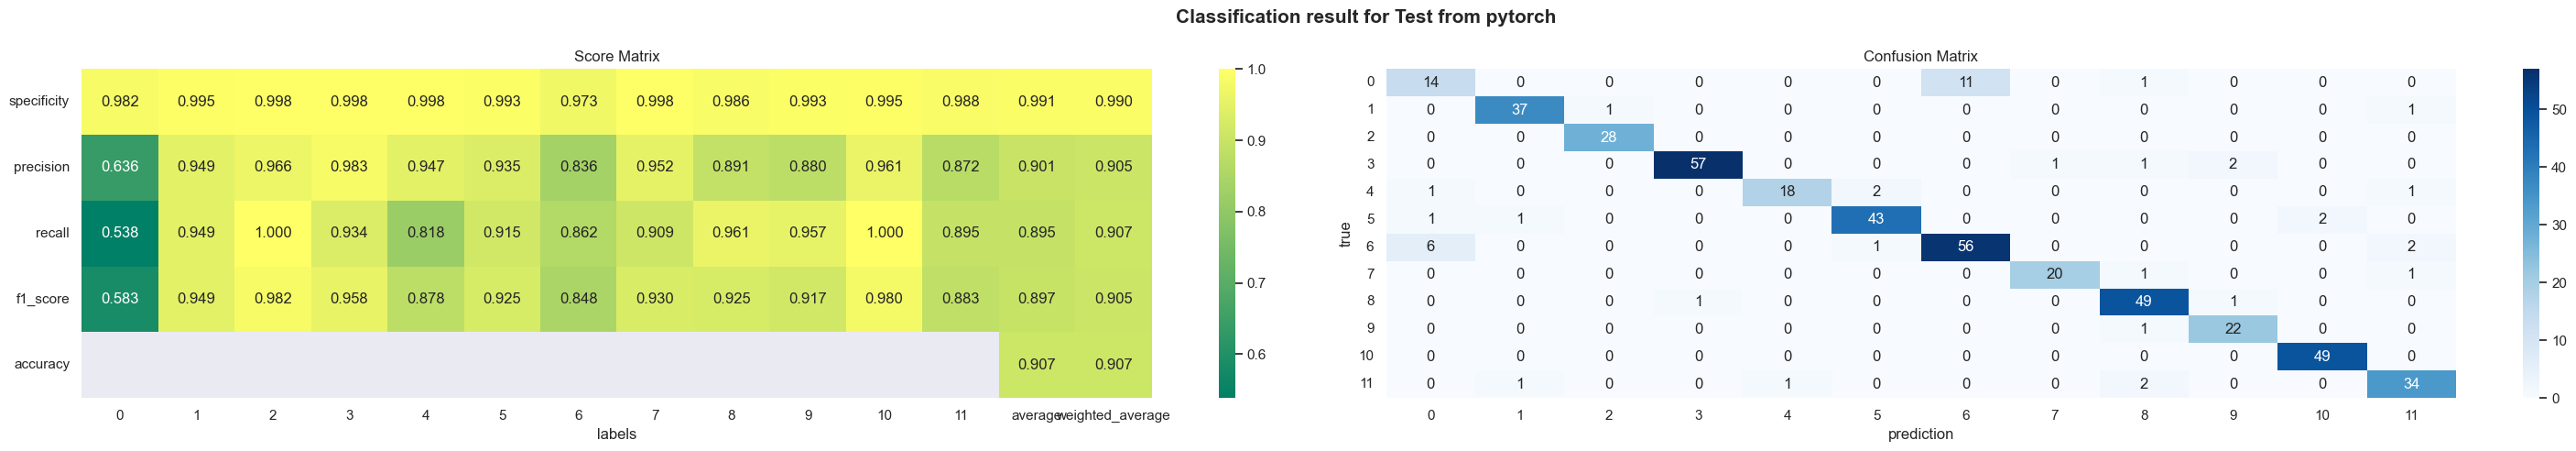 Classification result for Test from pytorch
Score Matrix
specificity 0.982 0.995 0.998 0.998 0.998 0.993 0.973 0.998 0.986 0.993 0.995 0.988 0.991 0.990
precision 0.636 0.949 0.966 0.983 0.947 0.935 0.836 0.952 0.891 0.880 0.961 0.872 0.901 0.905
recall 0.538 0.949 1.000 0.934 0.818 0.915 0.862 0.909 0.961 0.957 1.000 0.895 0.895 0.907
f1_score 0.583 0.949 0.982 0.958 0.878 0.925 0.848 0.930 0.925 0.917 0.980 0.883 0.897 0.905
accuracy 0.907 0.907
0 1 2 3 4 5 6 7 8 9 10 11 average weighted_average
labels
1.0
0.9
0.8
0.7
0.6
Confusion Matrix
true
0 14 0 0 0 0 0 11 0 1 0 0 0
1 0 37 1 0 0 0 0 0 0 0 0 1
2 0 0 28 0 0 0 0 0 0 0 0 0
3 0 0 0 57 0 0 0 1 1 2 0 0
4 1 0 0 0 18 2 0 0 0 0 0 1
5 1 1 0 0 0 43 0 0 0 0 2 0
6 6 0 0 0 0 1 56 0 0 0 0 2
7 0 0 0 0 0 0 0 20 1 0 0 1
8 0 0 0 1 0 0 0 0 49 1 0 0
9 0 0 0 0 0 0 0 0 1 22 0 0
10 0 0 0 0 0 0 0 0 0 0 49 0
11 0 1 0 0 1 0 0 0 2 0 0 34
0 1 2 3 4 5 6 7 8 9 10 11
prediction
50
40
30
20
10
0